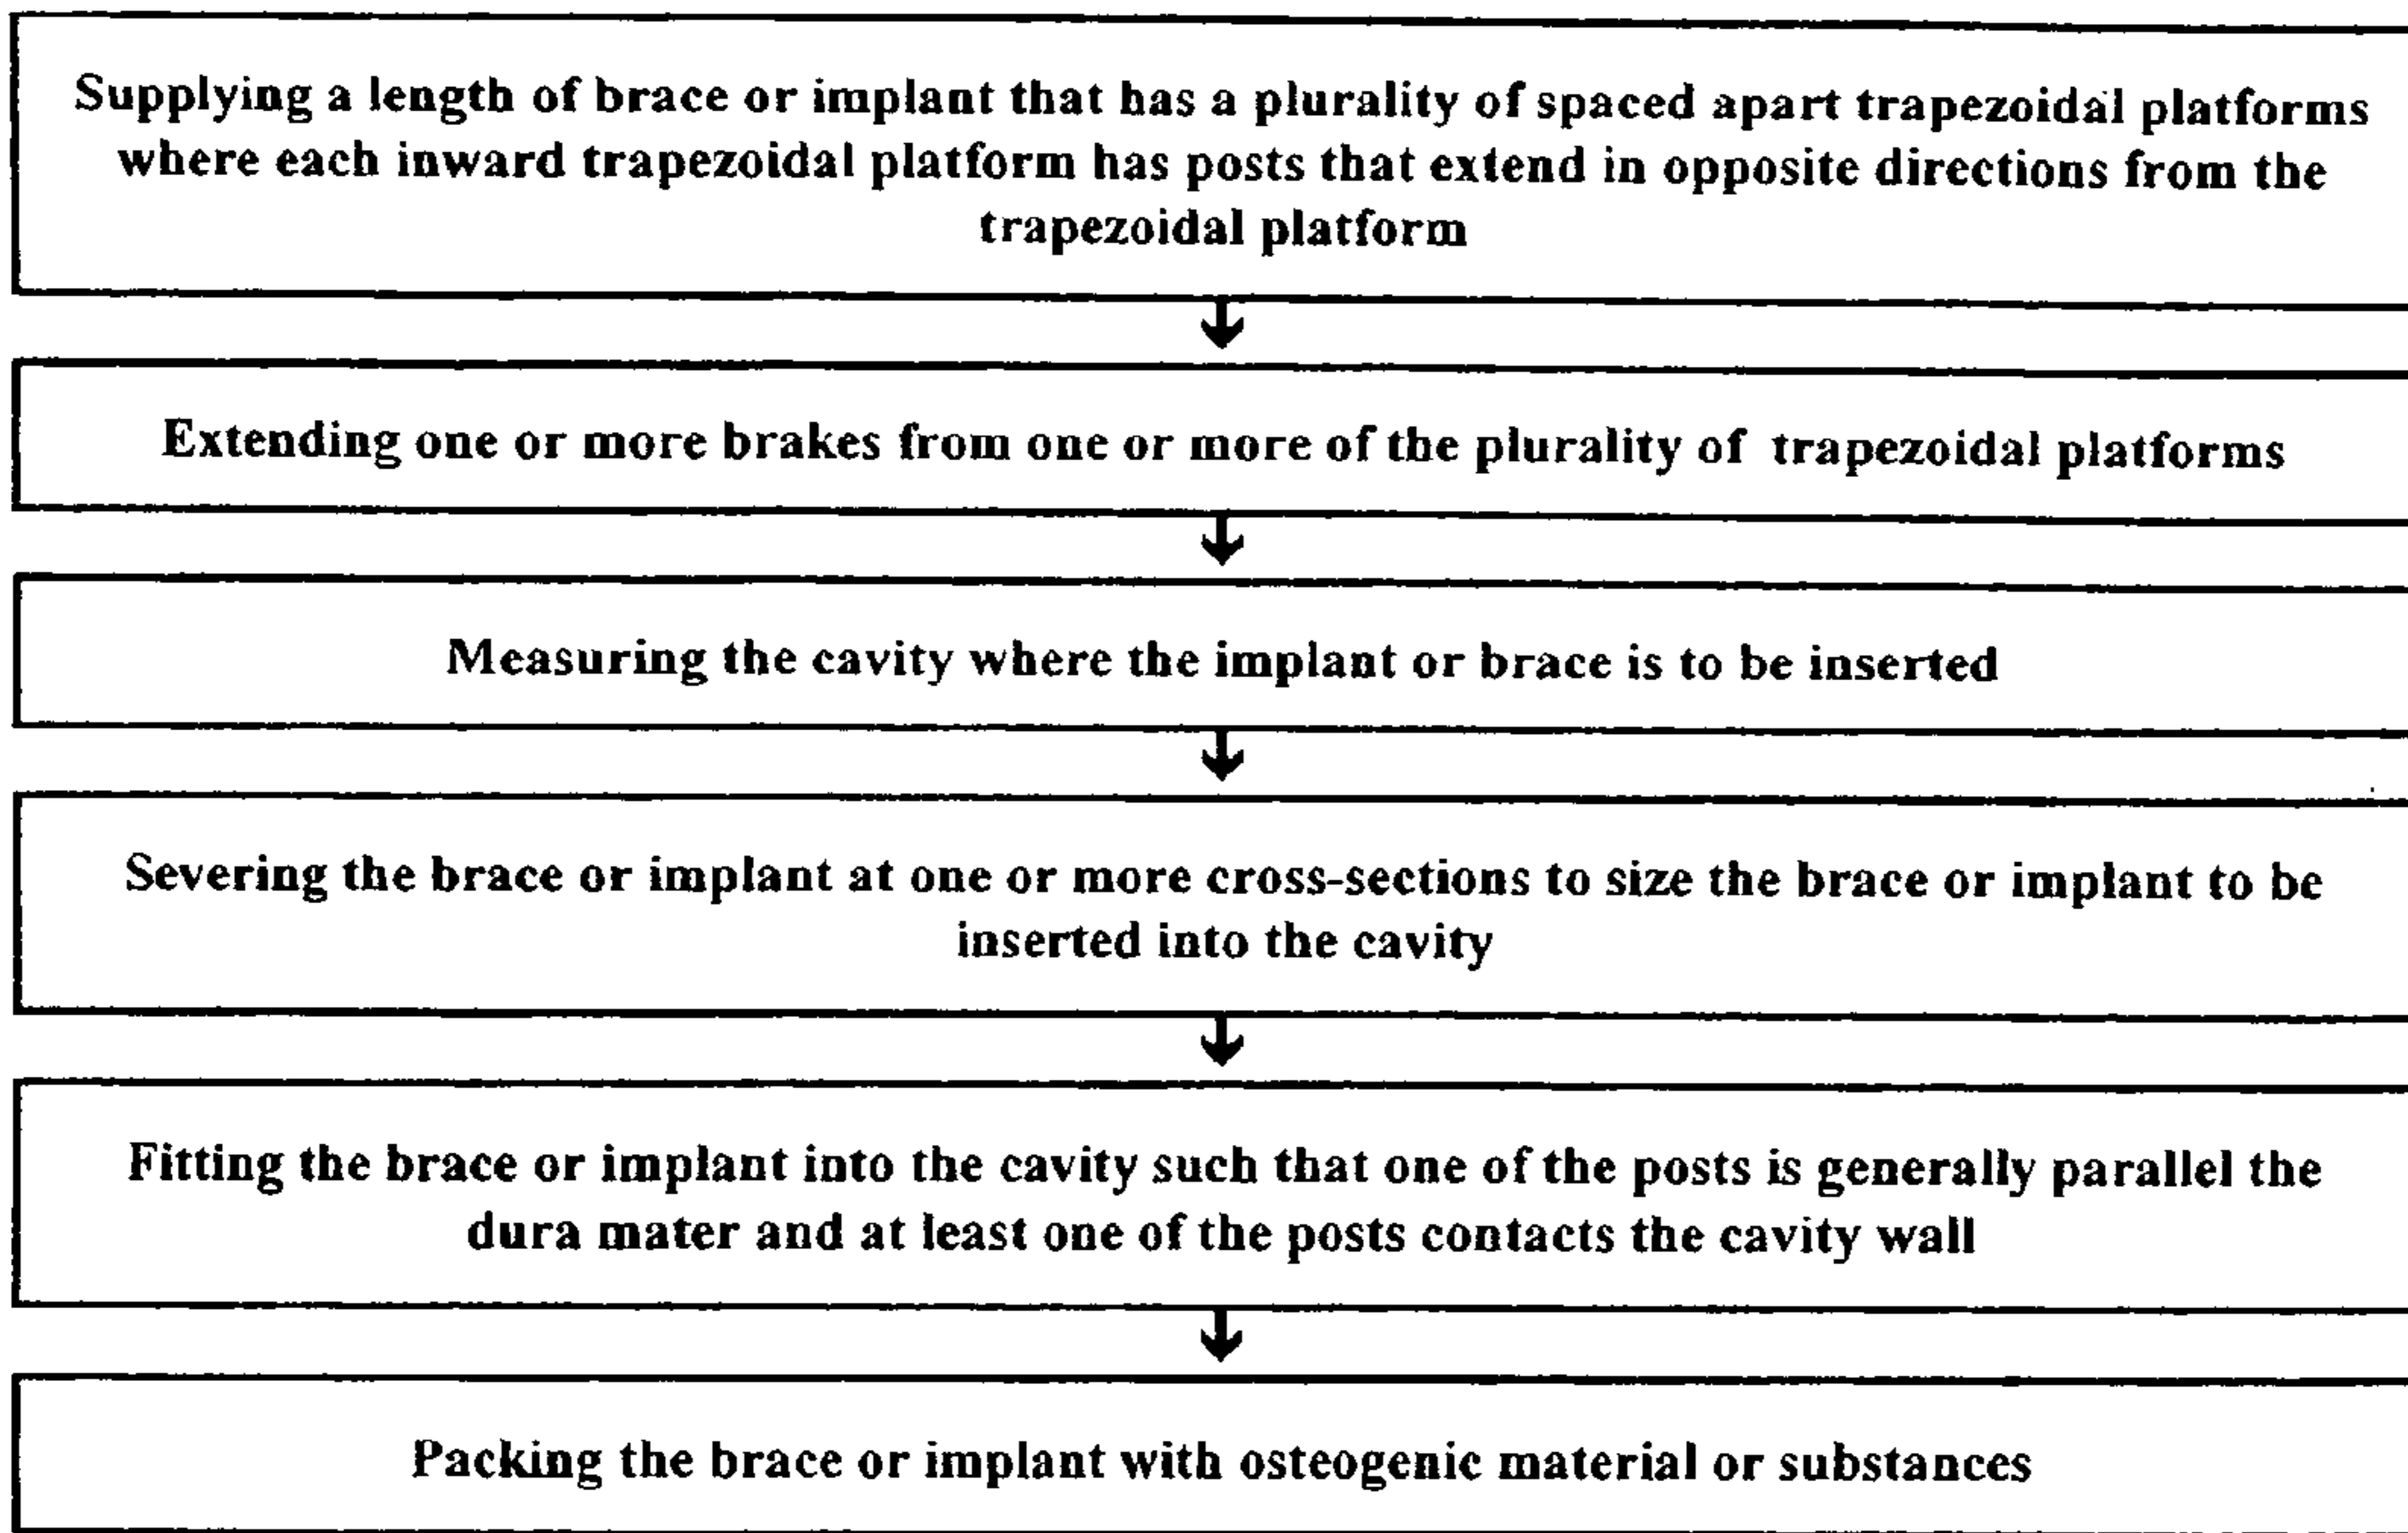 Supplying a length of brace or implant that has a plurality of spaced apart trapezoidal platforms
where each inward trapezoidal platform has posts that extend in opposite directions from the
trapezoidal platform
Extending one or more brakes from one or more of the plurality of trapezoidal platforms
Measuring the cavity where the implant or brace is to be inserted
Severing the brace or implant at one or more cross-sections to size the brace or implant to be
inserted into the cavity
Fitting the brace or implant into the cavity such that one of the posts is generally parallel the
dura mater and at least one of the posts contacts the cavity wall
Packing the brace or implant with osteogenic material or substances